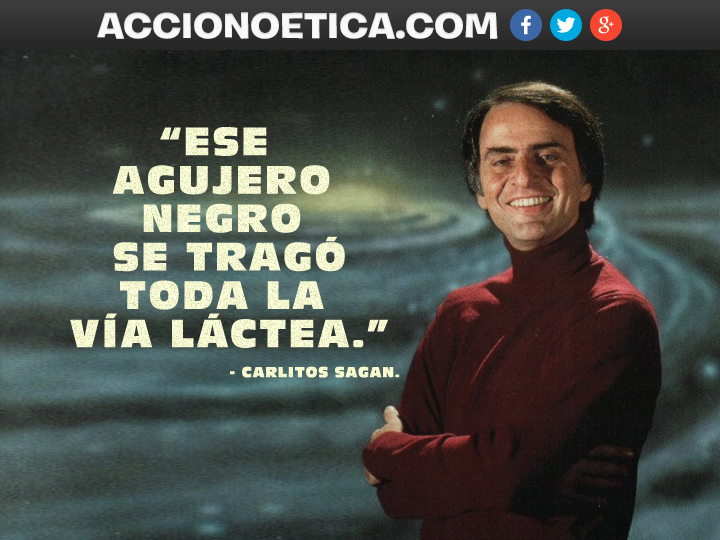 ACCIONOETICA.COM
“ESE
AGUJERO
NEGRO
SE TRAGÓ
TODA LA
VÍA LÁCTEA.”
- CARLITOS SAGAN.